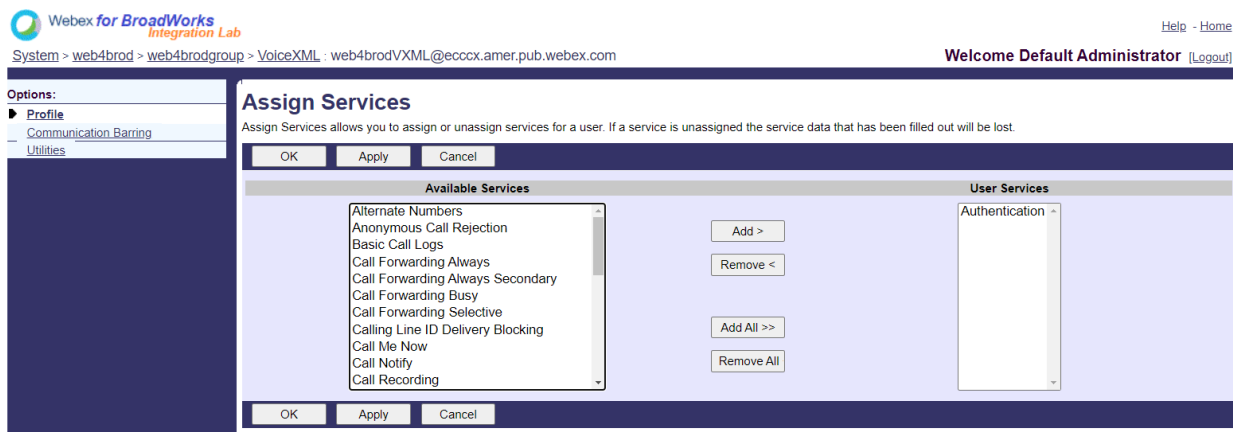 Webex for BroadWorks
Integration Lab
Help - Home
System > web4brod > web4brodgroup > VoiceXML : web4brodVXML@ecccx.amer.pub.webex.com
Welcome Default Administrator [Logout]
Options:
Profile
Communication Barring
Utilities
Assign Services
Assign Services allows you to assign or unassign services for a user. If a service is unassigned the service data that has been filled out will be lost.
OK Apply Cancel
Available Services
Alternate Numbers
Anonymous Call Rejection
Basic Call Logs
Call Forwarding Always
Call Forwarding Always Secondary
Call Forwarding Busy
Call Forwarding Selective
Calling Line ID Delivery Blocking
Call Me Now
Call Notify
Call Recording
Add >
Remove <
Add All >>
Remove All
User Services
Authentication
OK Apply Cancel